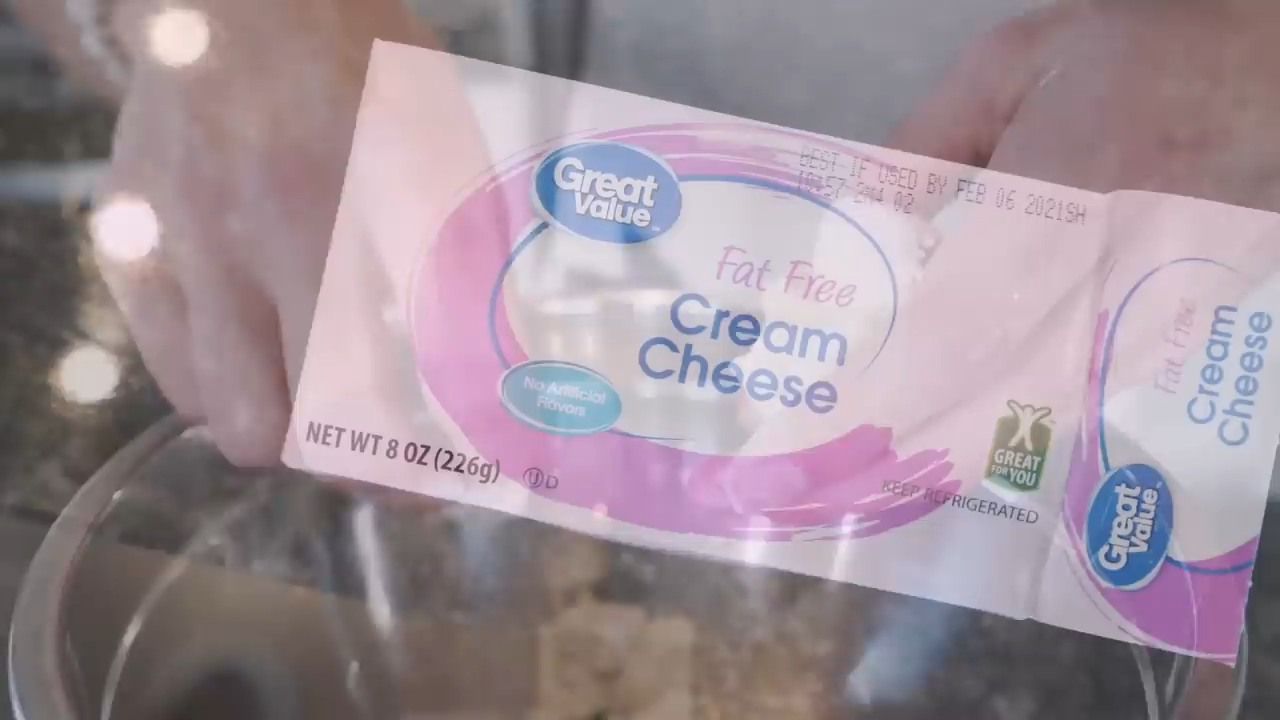 Great
Value
BEST IF USED BY FEB 06 2021SH
Fat Free
Cream
Cheese
No Artificial
Flavors
NET WT 8 OZ (226g)
UD
GREAT
FOR YOU
KEEP REFRIGERATED
Fat Free
Cream
Cheese
Great
Value